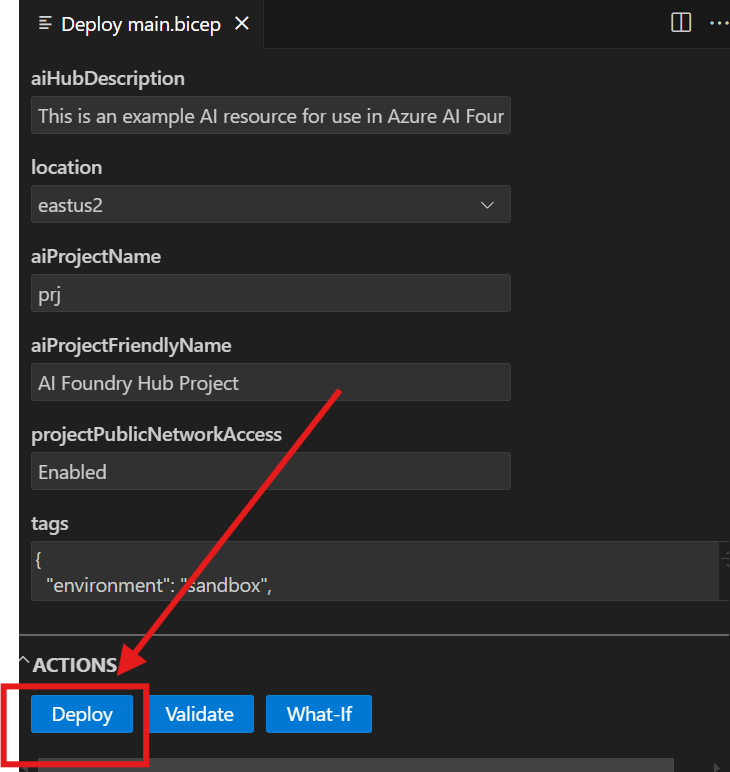 Deploy main.bicep
aiHubDescription
This is an example AI resource for use in Azure AI Four
location
eastus2
aiProjectName
prj
aiProjectFriendlyName
AI Foundry Hub Project
projectPublicNetworkAccess
Enabled
tags
{
"environment": "sandbox",
ACTIONS
Deploy Validate What-If